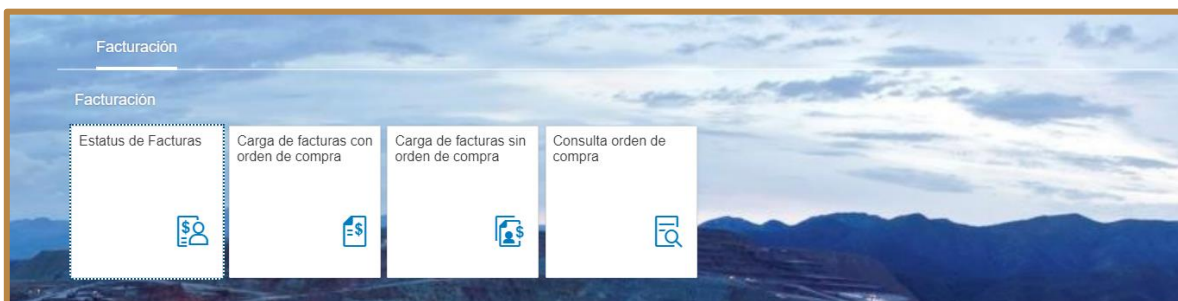 Facturación
Facturación
Estatus de Facturas
Carga de facturas con
orden de compra
Carga de facturas sin
orden de compra
Consulta orden de
compra